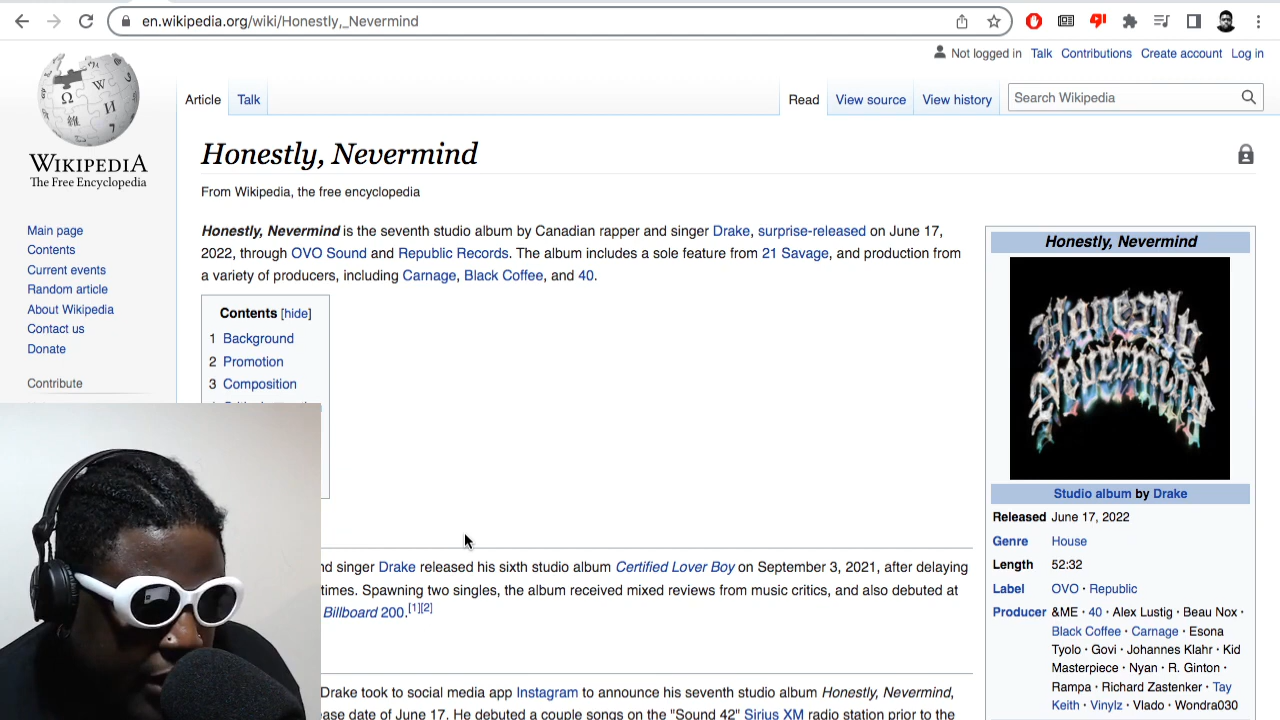 en.wikipedia.org/wiki/Honestly,_Nevermind
Not logged in Talk Contributions Create account Log in
Article Talk Read View source View history Search Wikipedia
WIKIPEDIA
The Free Encyclopedia
Main page
Contents
Current events
Random article
About Wikipedia
Contact us
Donate
Contribute
Honestly, Nevermind
From Wikipedia, the free encyclopedia
Honestly, Nevermind is the seventh studio album by Canadian rapper and singer Drake, surprise-released on June 17,
2022, through OVO Sound and Republic Records. The album includes a sole feature from 21 Savage, and production from
a variety of producers, including Carnage, Black Coffee, and 40.
Contents [hide]
1 Background
2 Promotion
3 Composition
nd singer Drake released his sixth studio album Certified Lover Boy on September 3, 2021, after delaying
times. Spawning two singles, the album received mixed reviews from music critics, and also debuted at
Billboard 200.[1][2]
Drake took to social media app Instagram to announce his seventh studio album Honestly, Nevermind,
ease date of June 17. He debuted a couple songs on the "Sound 42" Sirius XM radio station prior to the
Honestly, Nevermind
Honestly
Nevermind
Studio album by Drake
Released June 17, 2022
Genre House
Length 52:32
Label OVO · Republic
Producer &ME · 40 · Alex Lustig · Beau Nox ·
Black Coffee · Carnage · Esona
Tyolo · Govi · Johannes Klahr · Kid
Masterpiece · Nyan · R. Ginton ·
Rampa · Richard Zastenker · Tay
Keith · Vinylz · Vlado · Wondra030